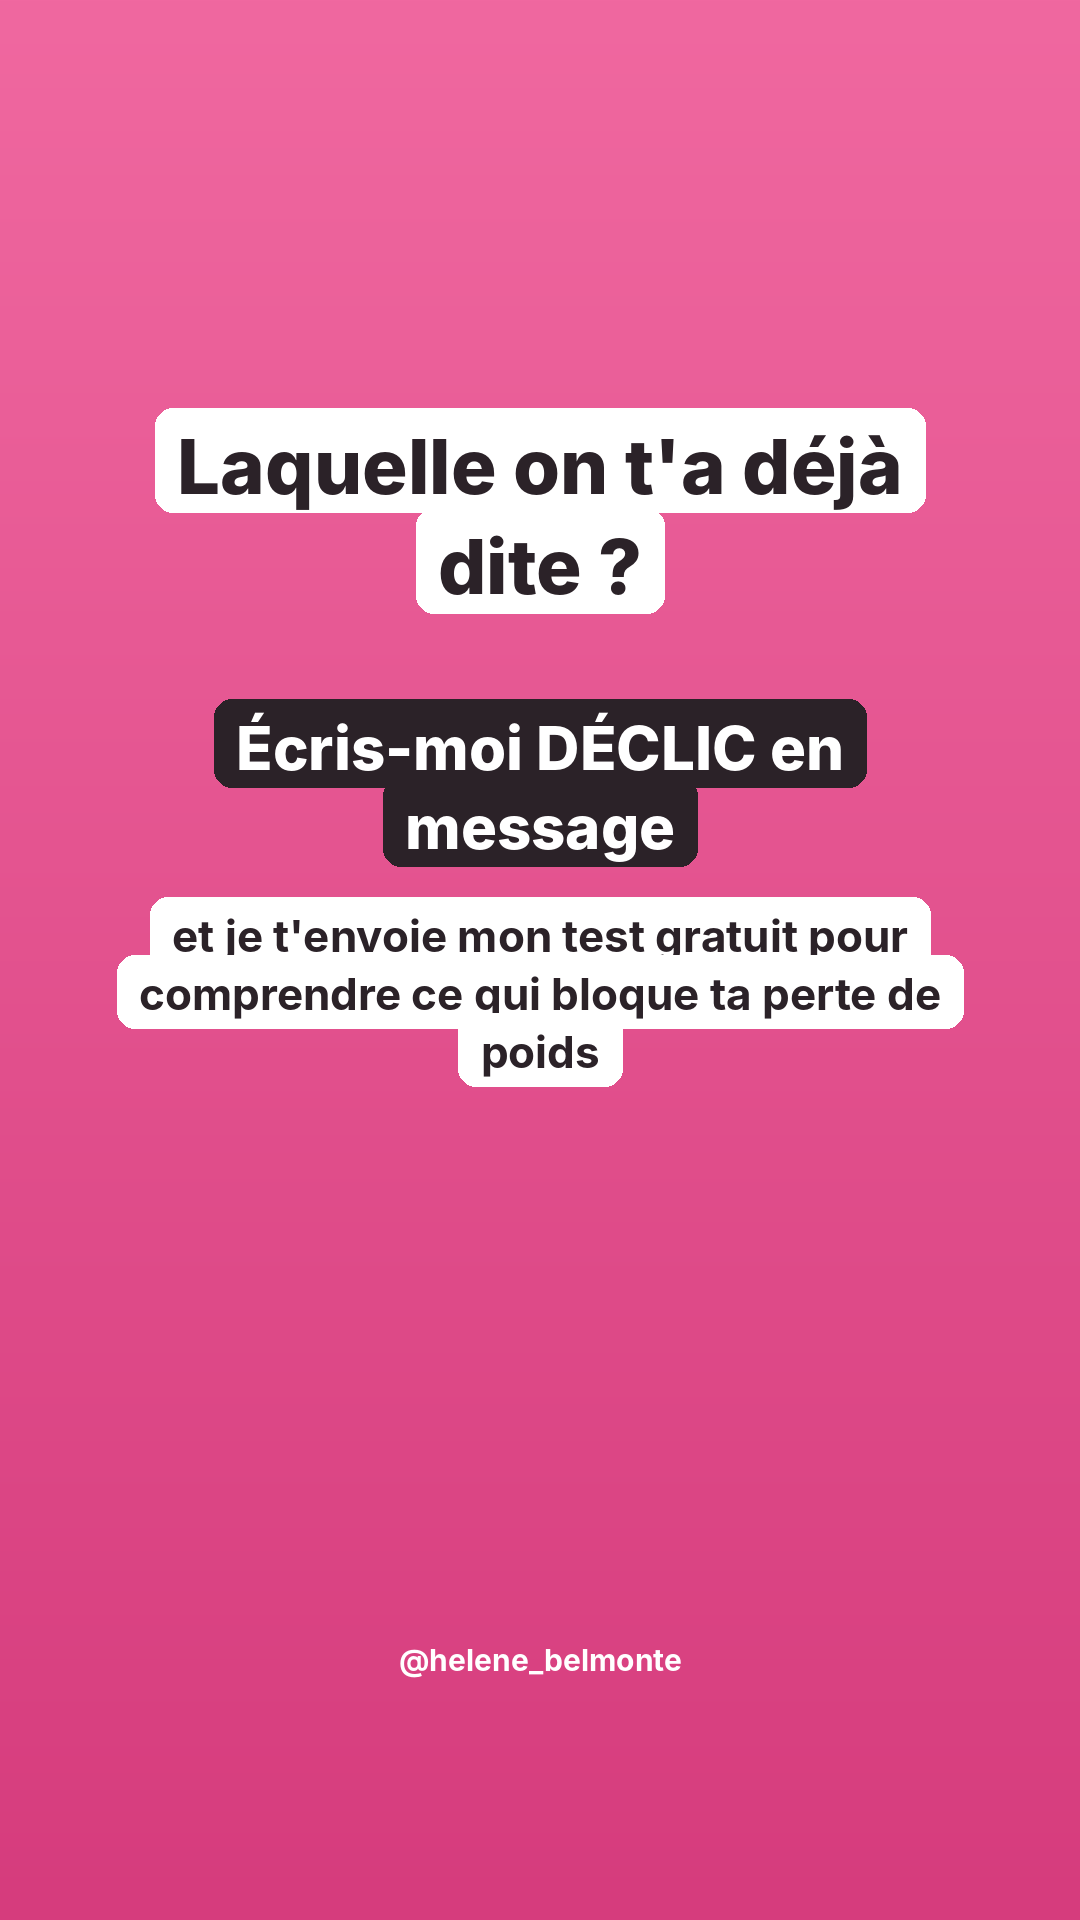 Laquelle on t'a déjà
dite ?
Écris-moi DÉCLIC en
message
et je t'envoie mon test gratuit pour
comprendre ce qui bloque ta perte de
poids
@helene_belmonte